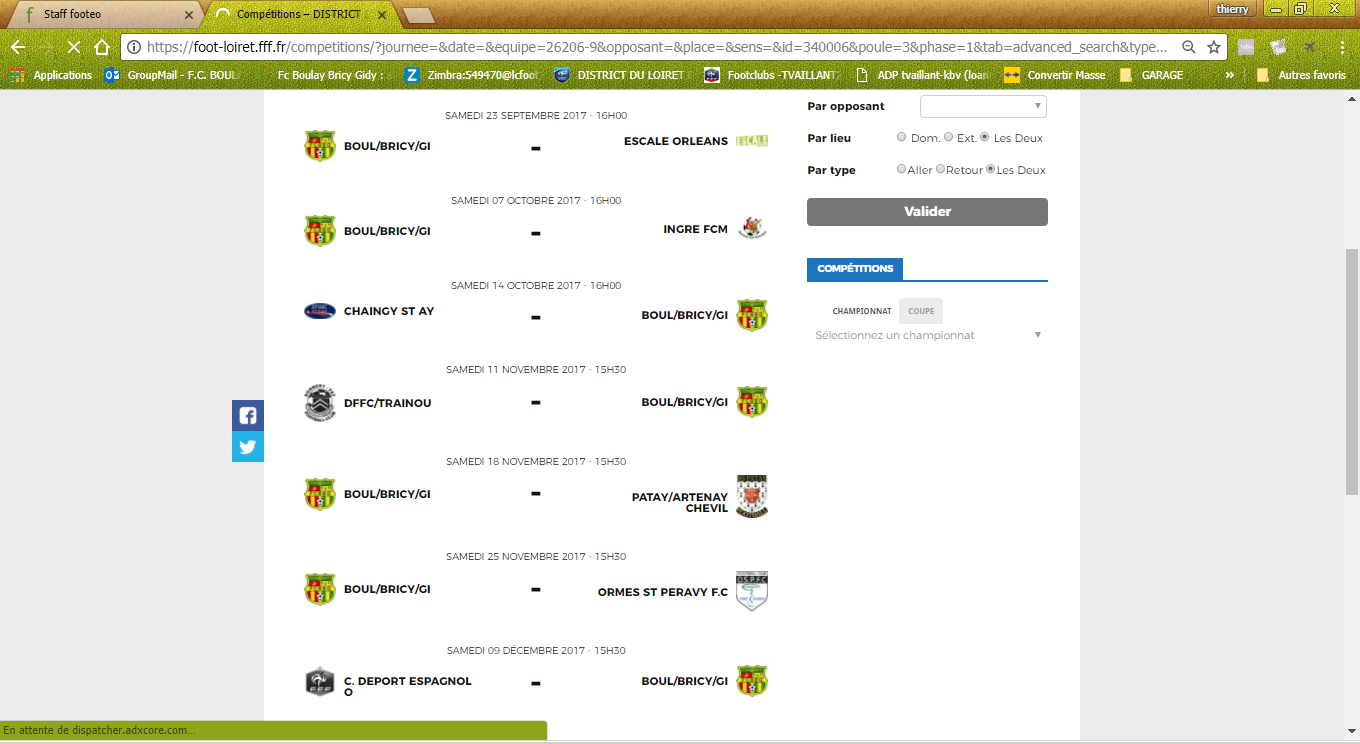 Staff footeo
Compétitions – DISTRICT
thierry
https://foot-loiret.fff.fr/competitions/?journee=&date=&equipe=26206-9&opposant=&place=&sens=&id=340006&poule=3&phase=1&tab=advanced_search&type...
Applications GroupMail - F.C. BOUL Fc Boulay Bricy Gidy : Zimbra:549470@lcfoo DISTRICT DU LOIRET Footclubs -TVAILLANT ADP tvaillant-kbv (loan Convertir Masse GARAGE » Autres favoris
SAMEDI 23 SEPTEMBRE 2017 - 16H00
BOUL/BRICY/GI - ESCALE ORLEANS ESCALE
SAMEDI 07 OCTOBRE 2017 - 16H00
BOUL/BRICY/GI - INGRE FCM
SAMEDI 14 OCTOBRE 2017 - 16H00
CHAINGY ST AY - BOUL/BRICY/GI
SAMEDI 11 NOVEMBRE 2017 - 15H30
DFFC/TRAINOU - BOUL/BRICY/GI
SAMEDI 18 NOVEMBRE 2017 - 15H30
BOUL/BRICY/GI - PATAY/ARTENAY
CHEVIL
SAMEDI 25 NOVEMBRE 2017 - 15H30
BOUL/BRICY/GI - ORMES ST PERAVY F.C
O.S.P.F.C
SAMEDI 09 DÉCEMBRE 2017 - 15H30
C. DEPORT ESPAGNOL - BOUL/BRICY/GI
O
FFF
Par opposant
Par lieu Dom. Ext. Les Deux
Par type Aller Retour Les Deux
Valider
COMPÉTITIONS
CHAMPIONNAT COUPE
Sélectionnez un championnat
En attente de dispatcher.adxcore.com...